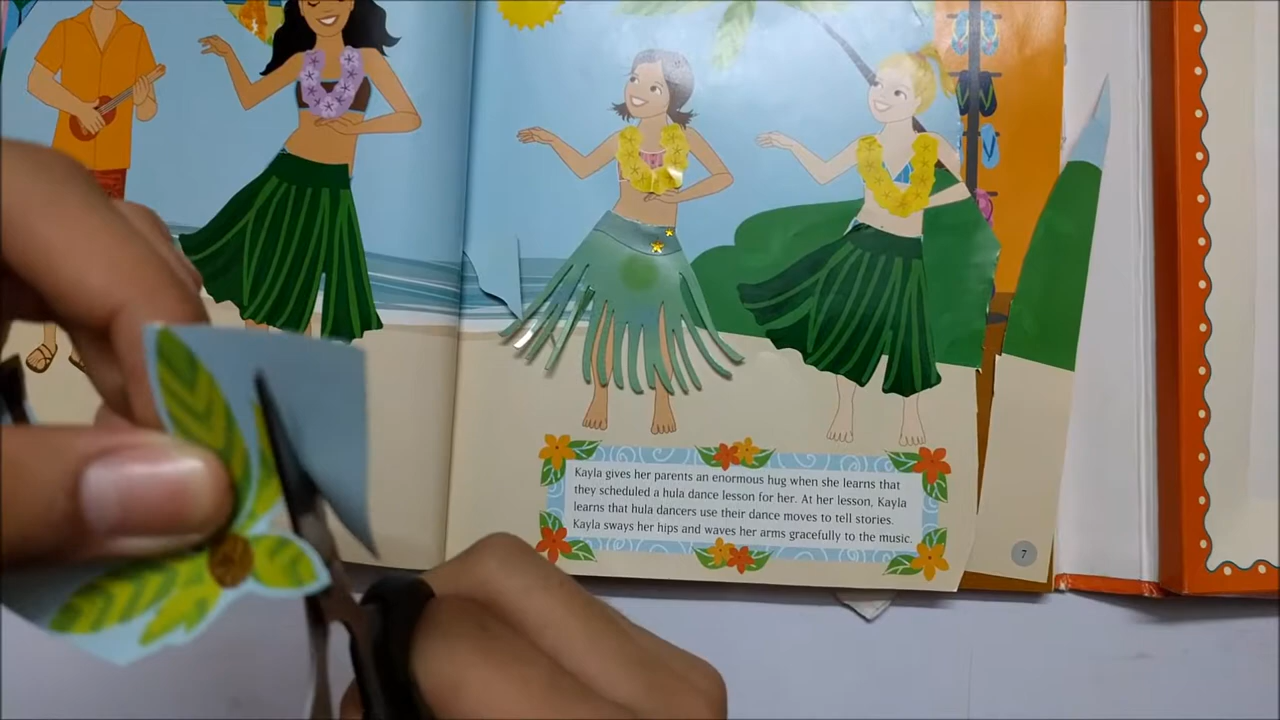 Kayla gives her parents an enormous hug when she learns that
they scheduled a hula dance lesson for her. At her lesson, Kayla
learns that hula dancers use their dance moves to tell stories.
Kayla sways her hips and waves her arms gracefully to the music.
7